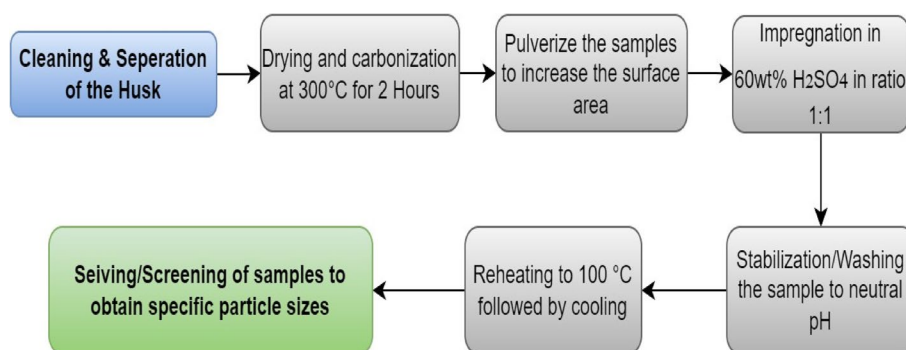 Cleaning & Seperation
of the Husk
Drying and carbonization
at 300°C for 2 Hours
Pulverize the samples
to increase the surface
area
Impregnation in
60wt% H2SO4 in ratio
1:1
Stabilization/Washing
the sample to neutral
pH
Reheating to 100 °C
followed by cooling
Seiving/Screening of samples to
obtain specific particle sizes